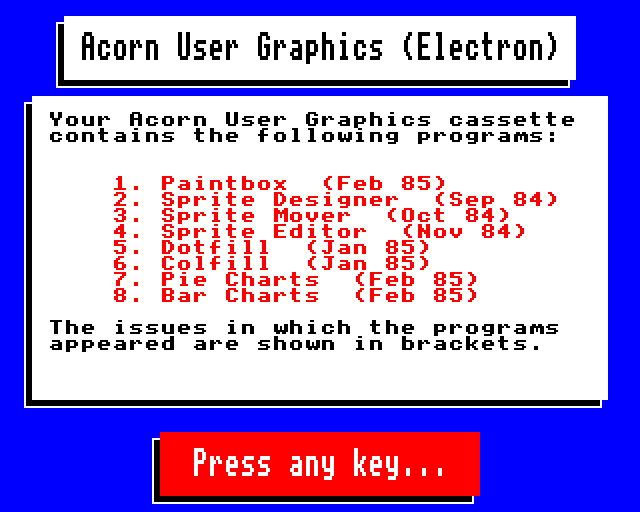 Acorn User Graphics (Electron)
Your Acorn User Graphics cassette
contains the following programs:
1. Paintbox (Feb 85)
2. Sprite Designer (Sep 84)
3. Sprite Mover (Oct 84)
4. Sprite Editor (Nov 84)
5. Dotfill (Jan 85)
6. Colfill (Jan 85)
7. Pie Charts (Feb 85)
8. Bar Charts (Feb 85)
The issues in which the programs
appeared are shown in brackets.
Press any key...